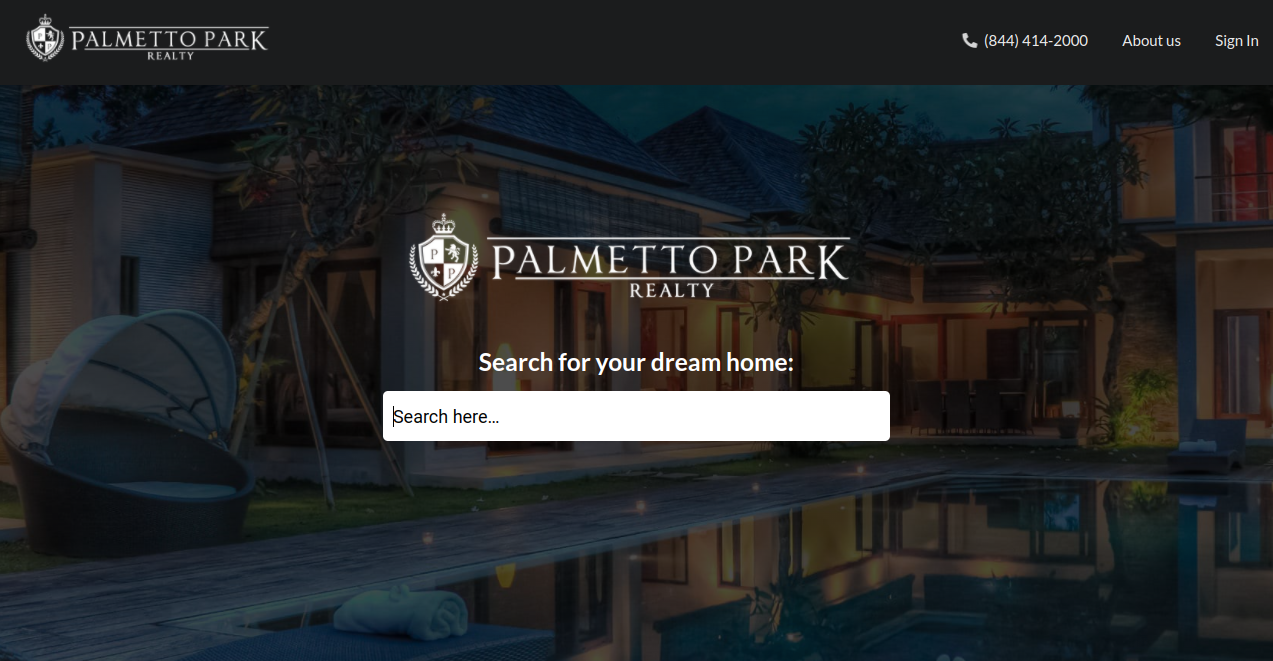 PALMETTO PARK
REALTY
(844) 414-2000
About us
Sign In
P
P
PALMETTO PARK
REALTY
Search for your dream home:
Search here...